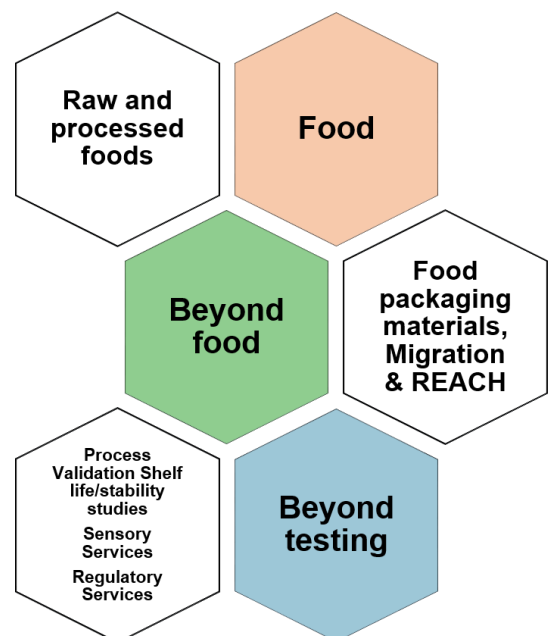 Raw and
processed
foods
Food
Beyond
food
Food
packaging
materials,
Migration
& REACH
Process
Validation Shelf
life/stability
studies
Sensory
Services
Regulatory
Services
Beyond
testing